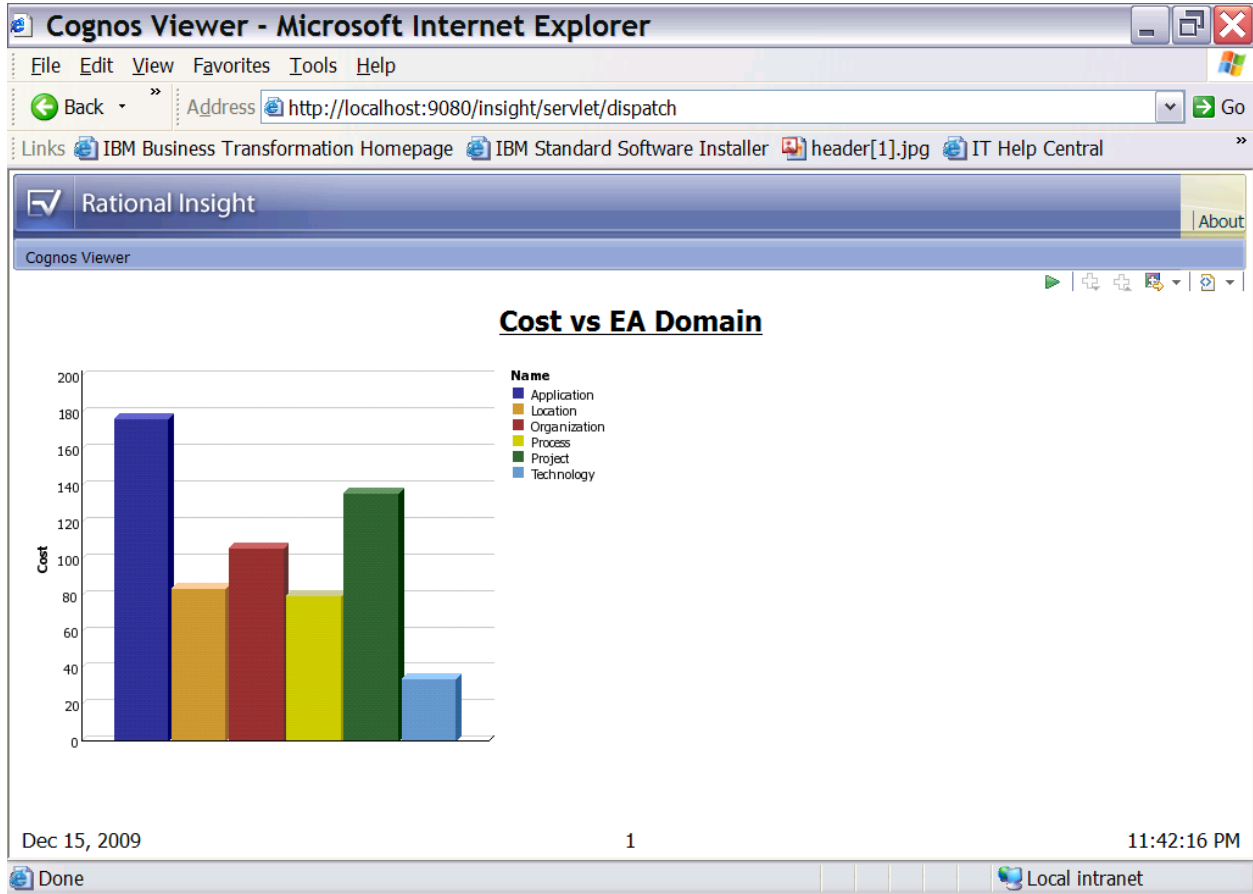 Cognos Viewer - Microsoft Internet Explorer
File Edit View Favorites Tools Help
Back » Address http://localhost:9080/insight/servlet/dispatch Go
Links IBM Business Transformation Homepage IBM Standard Software Installer header[1].jpg IT Help Central »
Rational Insight
About
Cognos Viewer
Cost vs EA Domain
200
180
160
140
120
100
80
60
40
20
0
Cost
Name
Application
Location
Organization
Process
Project
Technology
Dec 15, 2009 1 11:42:16 PM
Done Local intranet